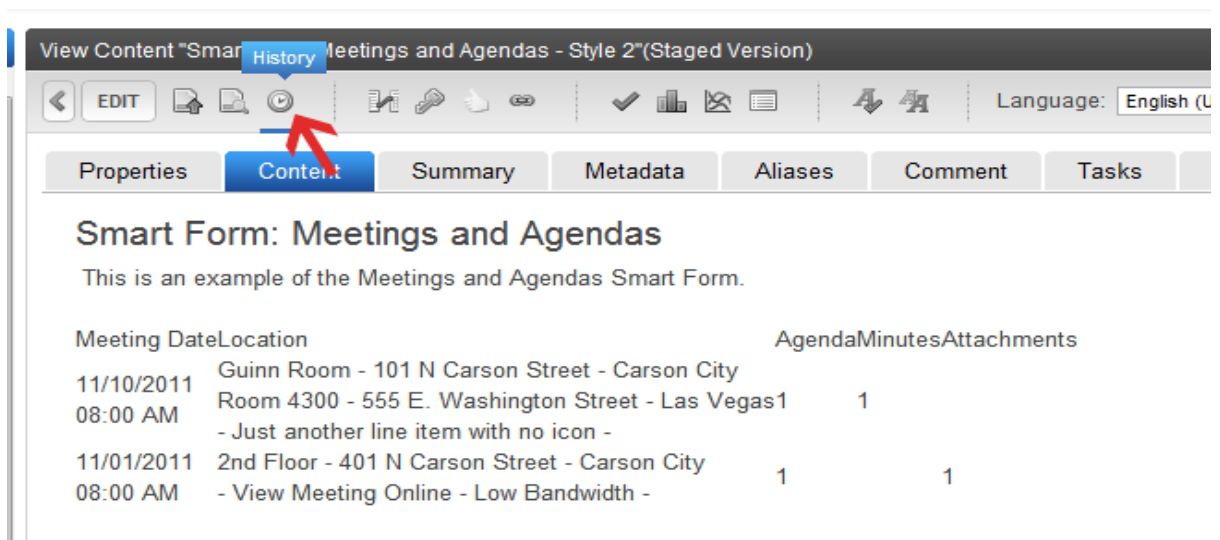 View Content "Smar Meetings and Agendas - Style 2"(Staged Version)
History
EDIT
Language: English (U
Properties Content Summary Metadata Aliases Comment Tasks
Smart Form: Meetings and Agendas
This is an example of the Meetings and Agendas Smart Form.
Meeting DateLocation AgendaMinutesAttachments
11/10/2011 Guinn Room - 101 N Carson Street - Carson City
08:00 AM Room 4300 - 555 E. Washington Street - Las Vegas1 1
- Just another line item with no icon -
11/01/2011 2nd Floor - 401 N Carson Street - Carson City
08:00 AM - View Meeting Online - Low Bandwidth - 1 1